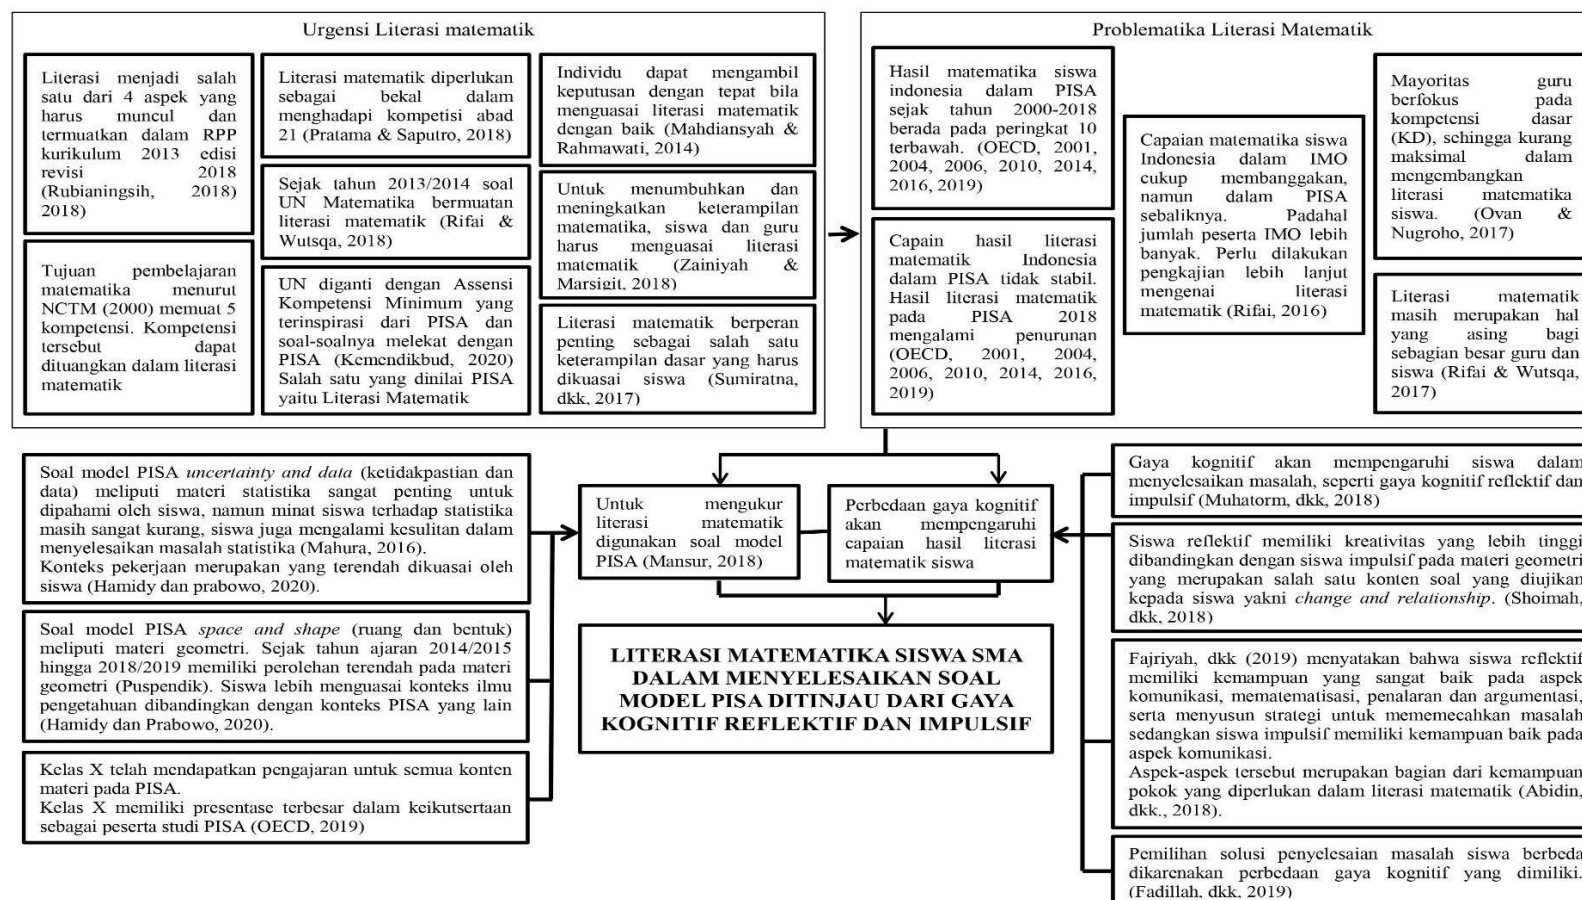 Urgensi Literasi matematik
Literasi menjadi salah
satu dari 4 aspek yang
harus muncul dan
termuatkan dalam RPP
kurikulum 2013 edisi
revisi 2018
(Rubianingsih, 2018)
2018)
Tujuan pembelajaran
matematika menurut
NCTM (2000) memuat 5
kompetensi. Kompetensi
tersebut dapat
dituangkan dalam literasi
matematik
Literasi matematik diperlukan
sebagai bekal dalam
menghadapi kompetisi abad
21 (Pratama & Saputro, 2018)
Sejak tahun 2013/2014 soal
UN Matematika bermuatan
literasi matematik (Rifai &
Wutsqa, 2018)
UN diganti dengan Assensi
Kompetensi Minimum yang
terinspirasi dari PISA dan
soal-soalnya melekat dengan
PISA (Kemendikbud, 2020)
Salah satu yang dinilai PISA
yaitu Literasi Matematik
Individu dapat mengambil
keputusan dengan tepat bila
menguasai literasi matematik
dengan baik (Mahdiansyah &
Rahmawati, 2014)
Untuk menumbuhkan dan
meningkatkan keterampilan
matematika, siswa dan guru
harus menguasai literasi
matematik (Zainiyah &
Marsigit, 2018)
Literasi matematik berperan
penting sebagai salah satu
keterampilan dasar yang harus
dikuasai siswa (Sumiratna,
dkk, 2017)
Problematika Literasi Matematik
Hasil matematika siswa
indonesia dalam PISA
sejak tahun 2000-2018
berada pada peringkat 10
terbawah. (OECD, 2001,
2004, 2006, 2010, 2014,
2016, 2019)
Capain hasil literasi
matematik Indonesia
dalam PISA tidak stabil.
Hasil literasi matematik
pada PISA 2018
mengalami penurunan
(OECD, 2001, 2004,
2006, 2010, 2014, 2016,
2019)
Capaian matematika siswa
Indonesia dalam IMO
cukup membanggakan,
namun dalam PISA
sebaliknya. Padahal
jumlah peserta IMO lebih
banyak. Perlu dilakukan
pengkajian lebih lanjut
mengenai literasi
matematik (Rifai, 2016)
Mayoritas guru
berfokus pada
kompetensi dasar
(KD), sehingga kurang
maksimal dalam
mengembangkan
literasi matematika
siswa. (Ovan &
Nugroho, 2017)
Literasi matematik
masih merupakan hal
yang asing bagi
sebagian besar guru dan
siswa (Rifai & Wutsqa,
2017)
Soal model PISA uncertainty and data (ketidakpastian dan
data) meliputi materi statistika sangat penting untuk
dipahami oleh siswa, namun minat siswa terhadap statistika
masih sangat kurang, siswa juga mengalami kesulitan dalam
menyelesaikan masalah statistika (Mahura, 2016).
Konteks pekerjaan merupakan yang terendah dikuasai oleh
siswa (Hamidy dan prabowo, 2020).
Soal model PISA space and shape (ruang dan bentuk)
meliputi materi geometri. Sejak tahun ajaran 2014/2015
hingga 2018/2019 memiliki perolehan terendah pada materi
geometri (Puspendik). Siswa lebih menguasai konteks ilmu
pengetahuan dibandingkan dengan konteks PISA yang lain
(Hamidy dan Prabowo, 2020).
Kelas X telah mendapatkan pengajaran untuk semua konten
materi pada PISA.
Kelas X memiliki presentase terbesar dalam keikutsertaan
sebagai peserta studi PISA (OECD, 2019)
Untuk mengukur
literasi matematik
digunakan soal model
PISA (Mansur, 2018)
Perbedaan gaya kognitif
akan mempengaruhi
capaian hasil literasi
matematik siswa
LITERASI MATEMATIKA SISWA SMA
DALAM MENYELESAIKAN SOAL
MODEL PISA DITINJAU DARI GAYA
KOGNITIF REFLEKTIF DAN IMPULSIF
Gaya kognitif akan mempengaruhi siswa dalam
menyelesaikan masalah, seperti gaya kognitif reflektif dan
impulsif (Muhatorm, dkk, 2018)
Siswa reflektif memiliki kreativitas yang lebih tinggi
dibandingkan dengan siswa impulsif pada materi geometri
yang merupakan salah satu konten soal yang diujikan
kepada siswa yakni change and relationship. (Shoimah,
dkk, 2018)
Fajriyah, dkk (2019) menyatakan bahwa siswa reflektif
memiliki kemampuan yang sangat baik pada aspek
komunikasi, mematematisasi, penalaran dan argumentasi,
serta menyusun strategi untuk mememecahkan masalah
sedangkan siswa impulsif memiliki kemampuan baik pada
aspek komunikasi.
Aspek-aspek tersebut merupakan bagian dari kemampuan
pokok yang diperlukan dalam literasi matematik (Abidin,
dkk., 2018).
Pemilihan solusi penyelesaian masalah siswa berbeda
dikarenakan perbedaan gaya kognitif yang dimiliki.
(Fadillah, dkk, 2019)